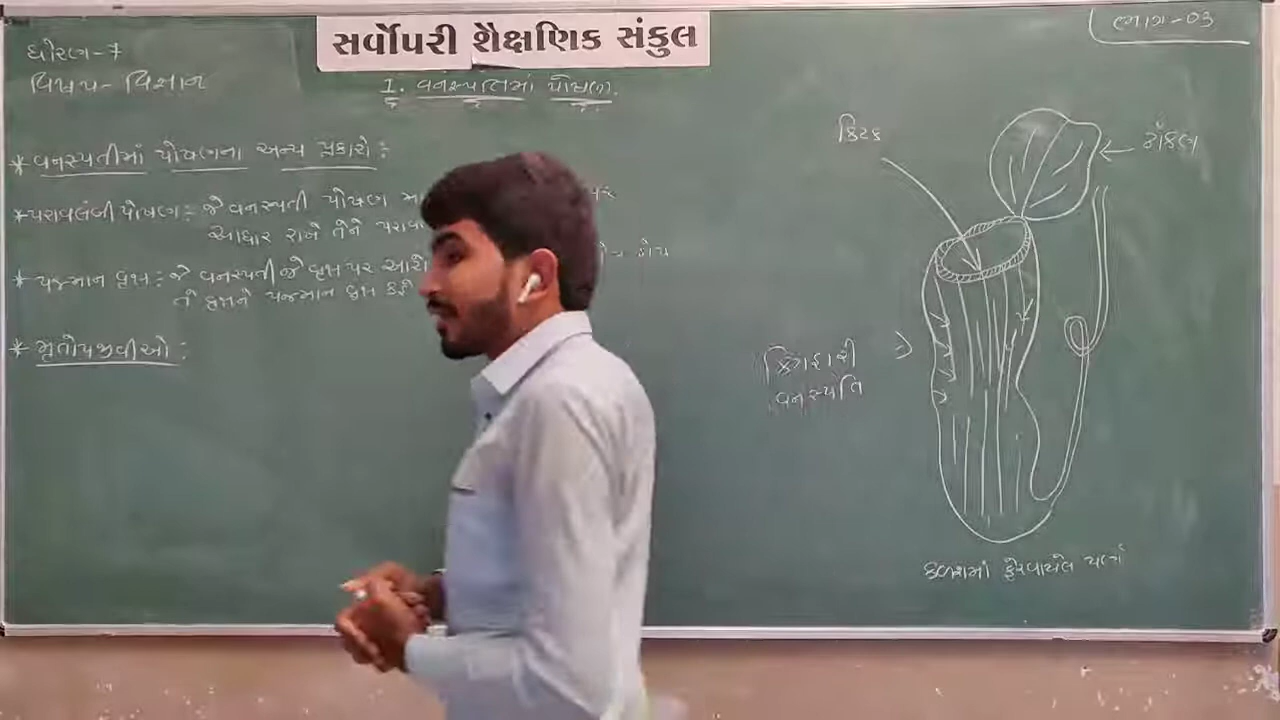 સર્વોપરી શૈક્ષણિક સંકુલ
ભાગ-03
ધોરણ-7
વિષય- વિજ્ઞાન
1. વનસ્પતિમાં પોષણ.
* વનસ્પતીમાં પોષણના અન્ય પ્રકારો :
* પરાવલંબી પોષણ : જે વનસ્પતી પોષણ પર
આધાર રાખે તેને
* યજમાન વૃક્ષ : જે વનસ્પતી જે વૃક્ષ પર હોય
તે વૃક્ષને યજમાન વૃક્ષ કહે
* મૃતોપજીવીઓ :
કિટક
ઢાંકણ
વનસ્પતિ
કળશમાં ફેરવાયેલ પર્ણ